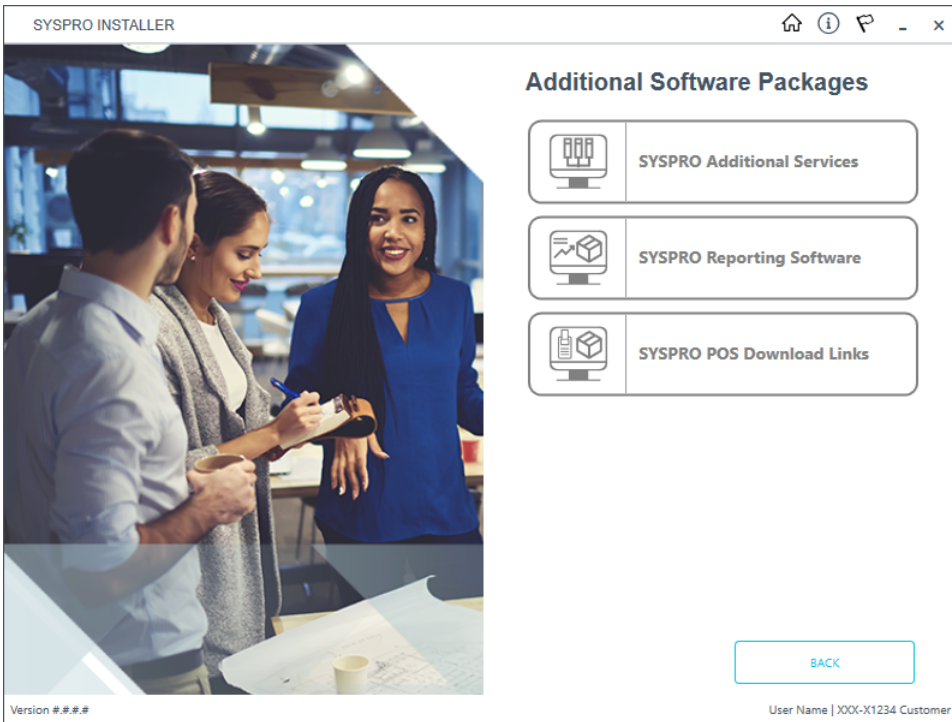 SYSPRO INSTALLER
Additional Software Packages
SYSPRO Additional Services
SYSPRO Reporting Software
SYSPRO POS Download Links
BACK
Version #.#.#.#
User Name | XXX-X1234 Customer